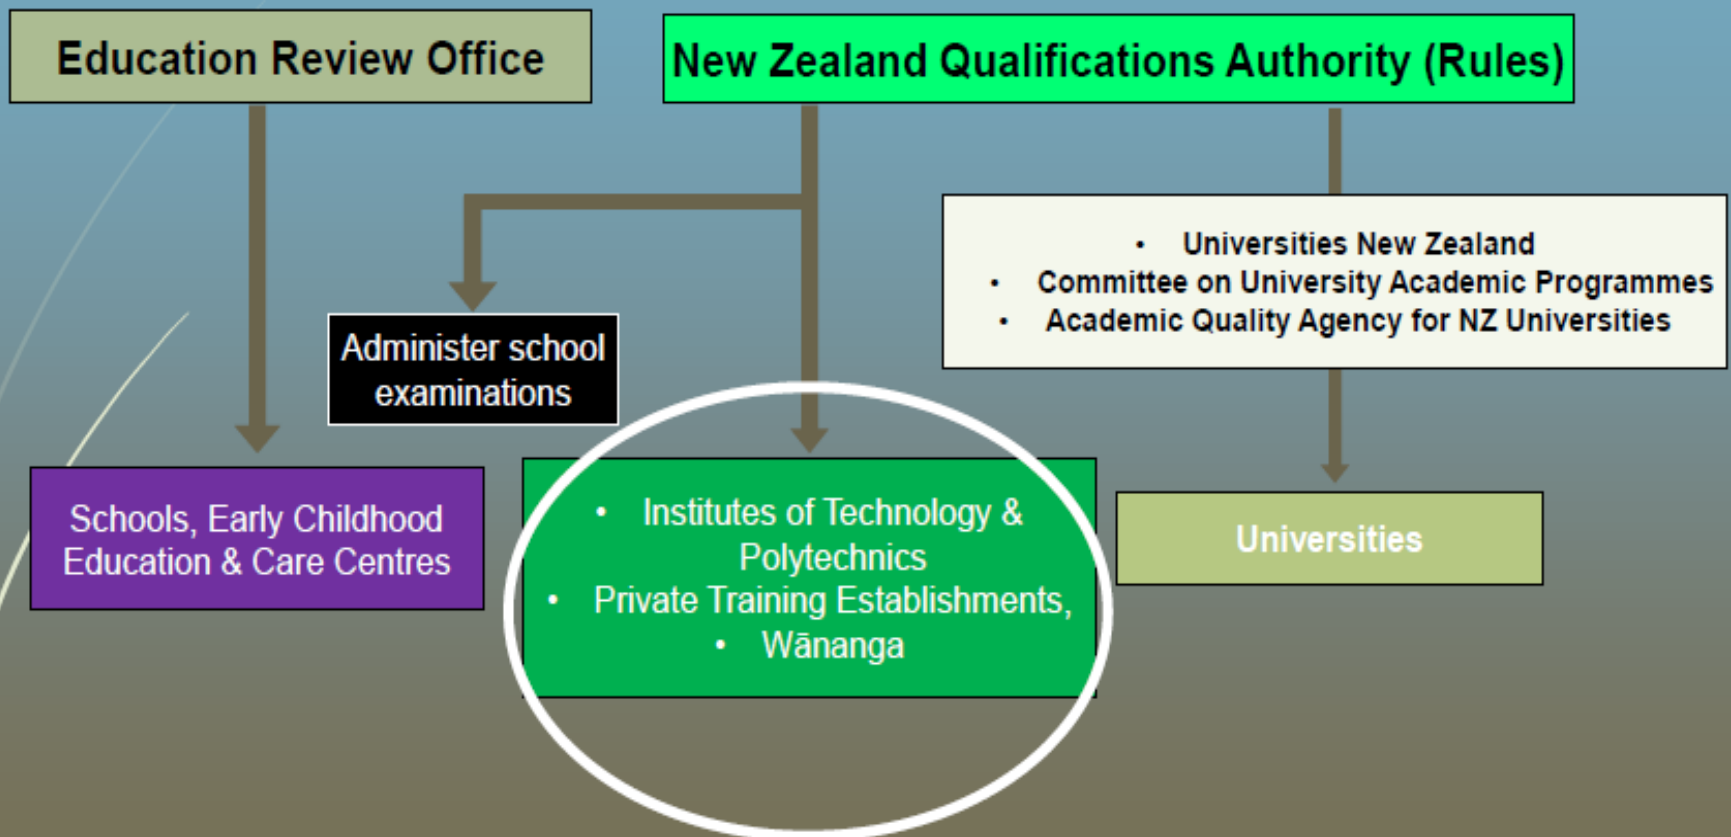 Education Review Office
New Zealand Qualifications Authority (Rules)
• Universities New Zealand
• Committee on University Academic Programmes
• Academic Quality Agency for NZ Universities
Administer school
examinations
Schools, Early Childhood
Education & Care Centres
• Institutes of Technology &
Polytechnics
• Private Training Establishments,
• Wānanga
Universities